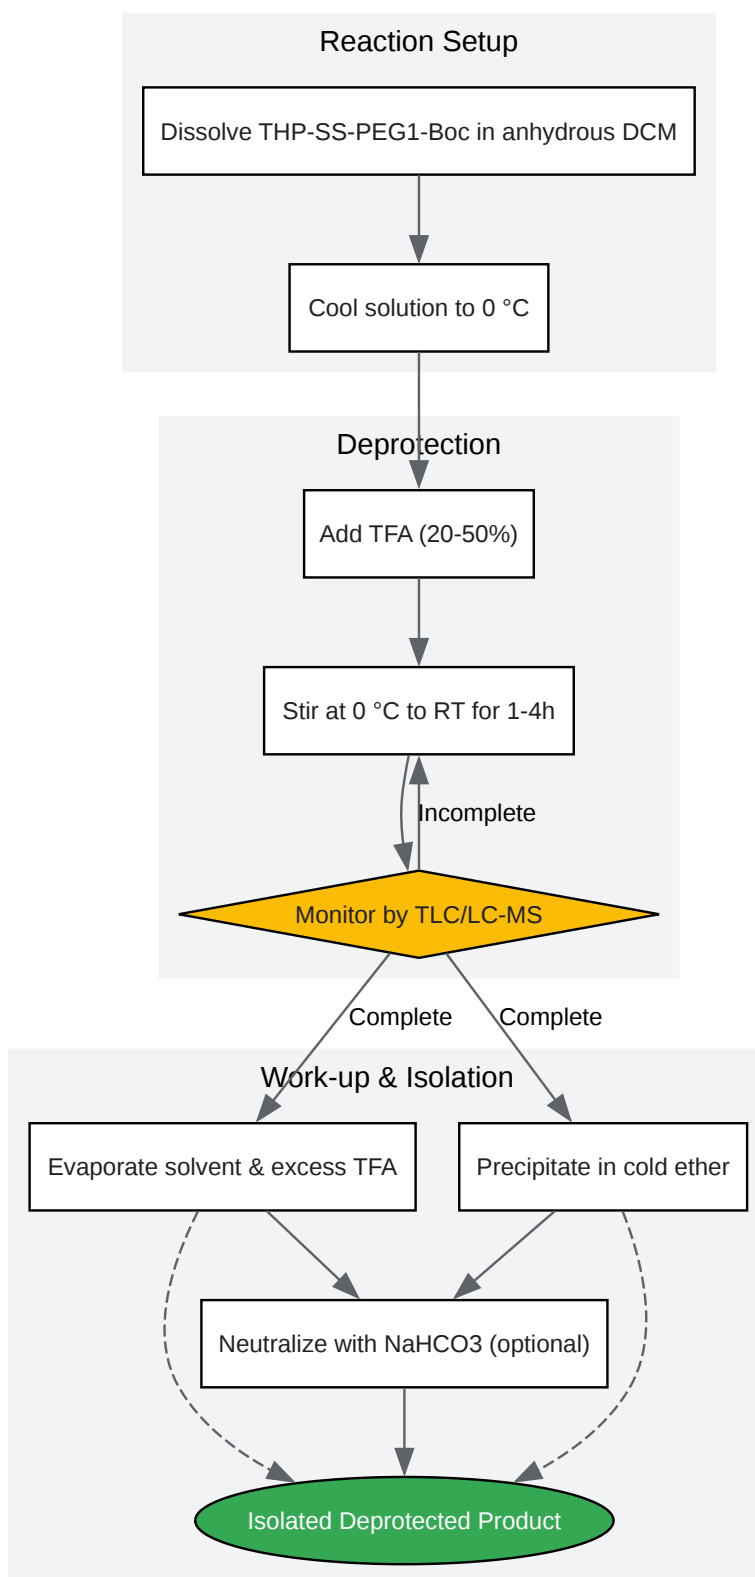 Reaction Setup
Dissolve THP-SS-PEG1-Boc in anhydrous DCM
Cool solution to 0 °C
Deprotection
Add TFA (20-50%)
Stir at 0 °C to RT for 1-4h
Incomplete
Monitor by TLC/LC-MS
Complete
Complete
Work-up & Isolation
Evaporate solvent & excess TFA
Precipitate in cold ether
Neutralize with NaHCO3 (optional)
Isolated Deprotected Product